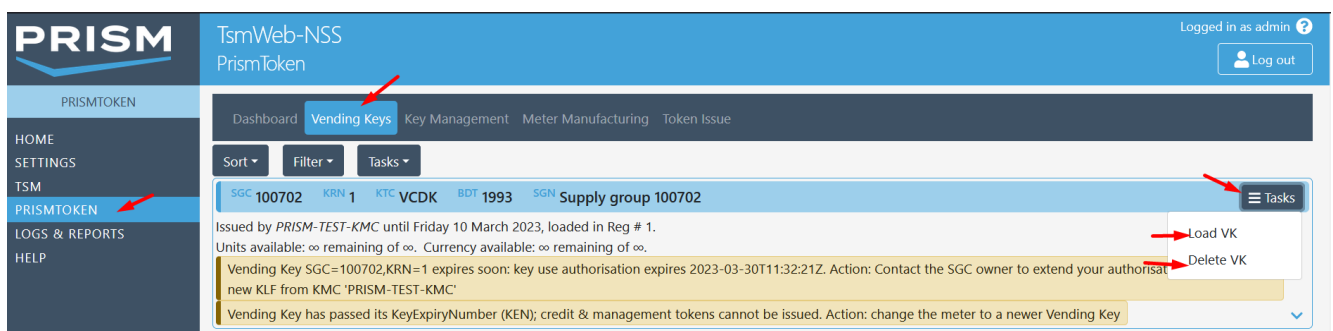 PRISM
TsmWeb-NSS
PrismToken
Logged in as admin ?
Log out
PRISMTOKEN
HOME
SETTINGS
TSM
PRISMTOKEN
LOGS & REPORTS
HELP
Dashboard Vending Keys Key Management Meter Manufacturing Token Issue
Sort Filter Tasks
SGC 100702 KRN 1 KTC VCDK BDT 1993 SGN Supply group 100702
Tasks
Load VK
Delete VK
Issued by PRISM-TEST-KMC until Friday 10 March 2023, loaded in Reg # 1.
Units available: ∞ remaining of ∞. Currency available: ∞ remaining of ∞.
Vending Key SGC=100702,KRN=1 expires soon: key use authorisation expires 2023-03-30T11:32:21Z. Action: Contact the SGC owner to extend your
new KLF from KMC 'PRISM-TEST-KMC'
Vending Key has passed its KeyExpiryNumber (KEN); credit & management tokens cannot be issued. Action: change the meter to a newer Vending Key